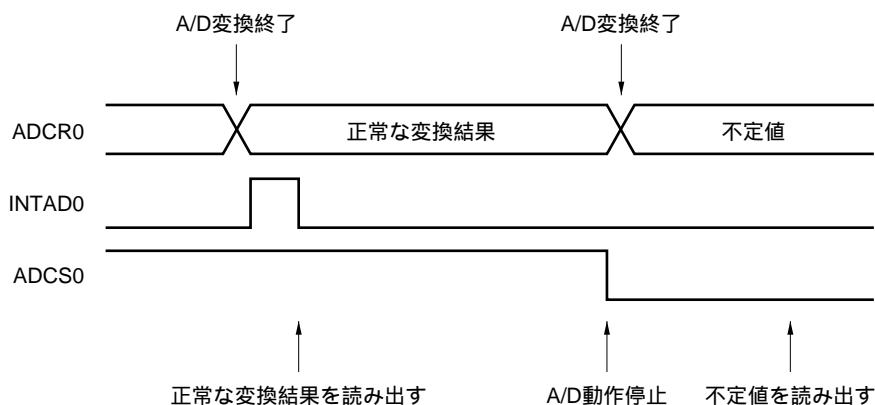 A/D変換終了 A/D変換終了
ADCR0 正常な変換結果 不定値
INTAD0
ADCS0
正常な変換結果を読み出す A/D動作停止 不定値を読み出す